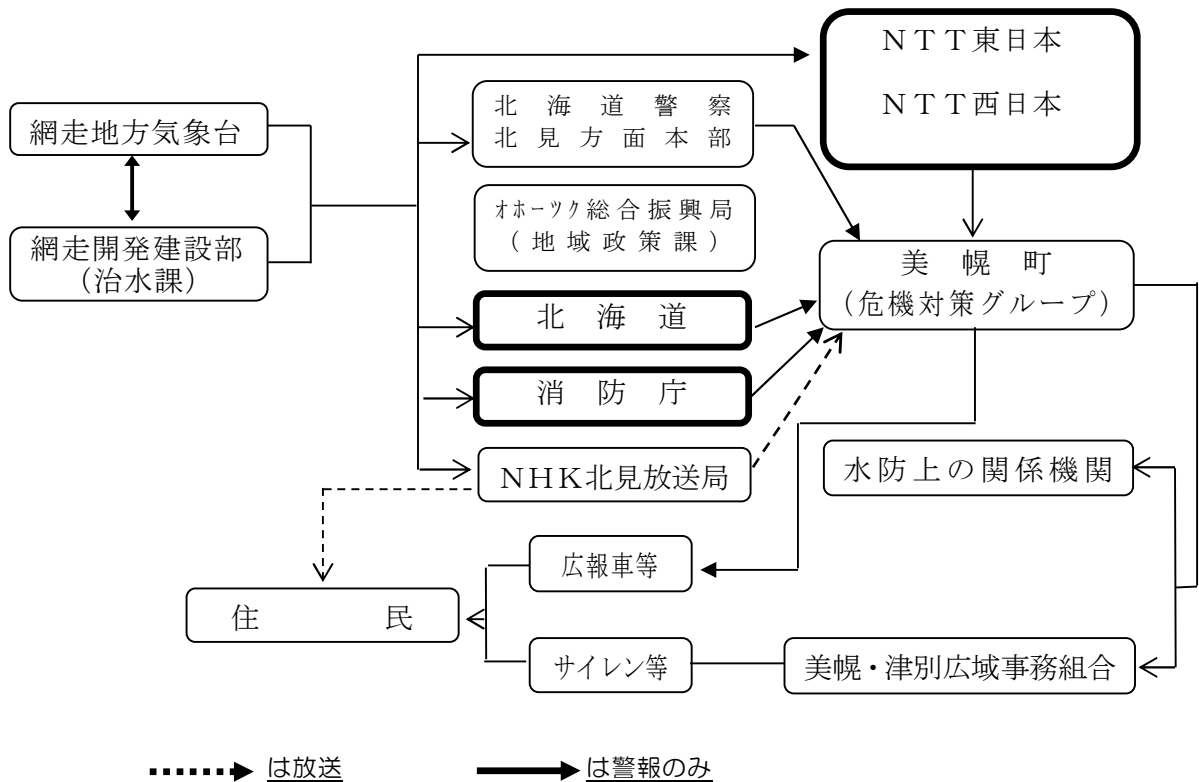 ＮＴＴ東日本
ＮＴＴ西日本
北海道警察
北見方面本部
網走地方気象台
オホーツク総合振興局
(地域政策課)
網走開発建設部
(治水課)
美幌町
(危機対策グループ)
北海道
消防庁
ＮＨＫ北見放送局
水防上の関係機関
広報車等
住民
サイレン等
美幌・津別広域事務組合
は放送
は警報のみ